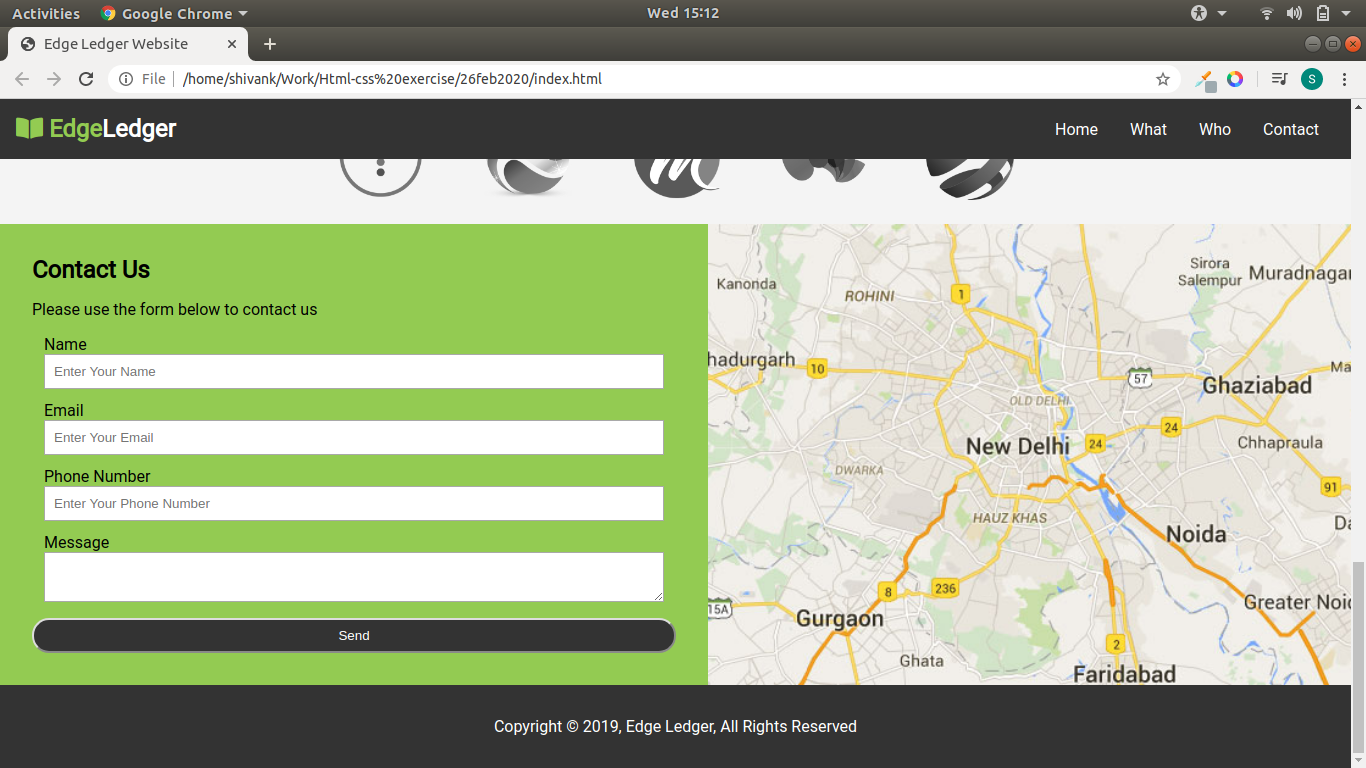 Activities Google Chrome Wed 15:12
Edge Ledger Website
File /home/shivank/Work/Html-css%20exercise/26feb2020/index.html S
EdgeLedger Home What Who Contact
Contact Us
Please use the form below to contact us
Name
Enter Your Name
Email
Enter Your Email
Phone Number
Enter Your Phone Number
Message
Send
Sirora
Salempur
Muradnagar
Kanonda
ROHINI
1
hadurgarh
10
57
Ma
Ghaziabad
OLD DELHI
24
New Delhi
24
Chhapraula
DWARKA
91
HAUZ KHAS
Da
Noida
8
236
15A
Greater Noid
Gurgaon
2
Ghata
Faridabad
Copyright © 2019, Edge Ledger, All Rights Reserved